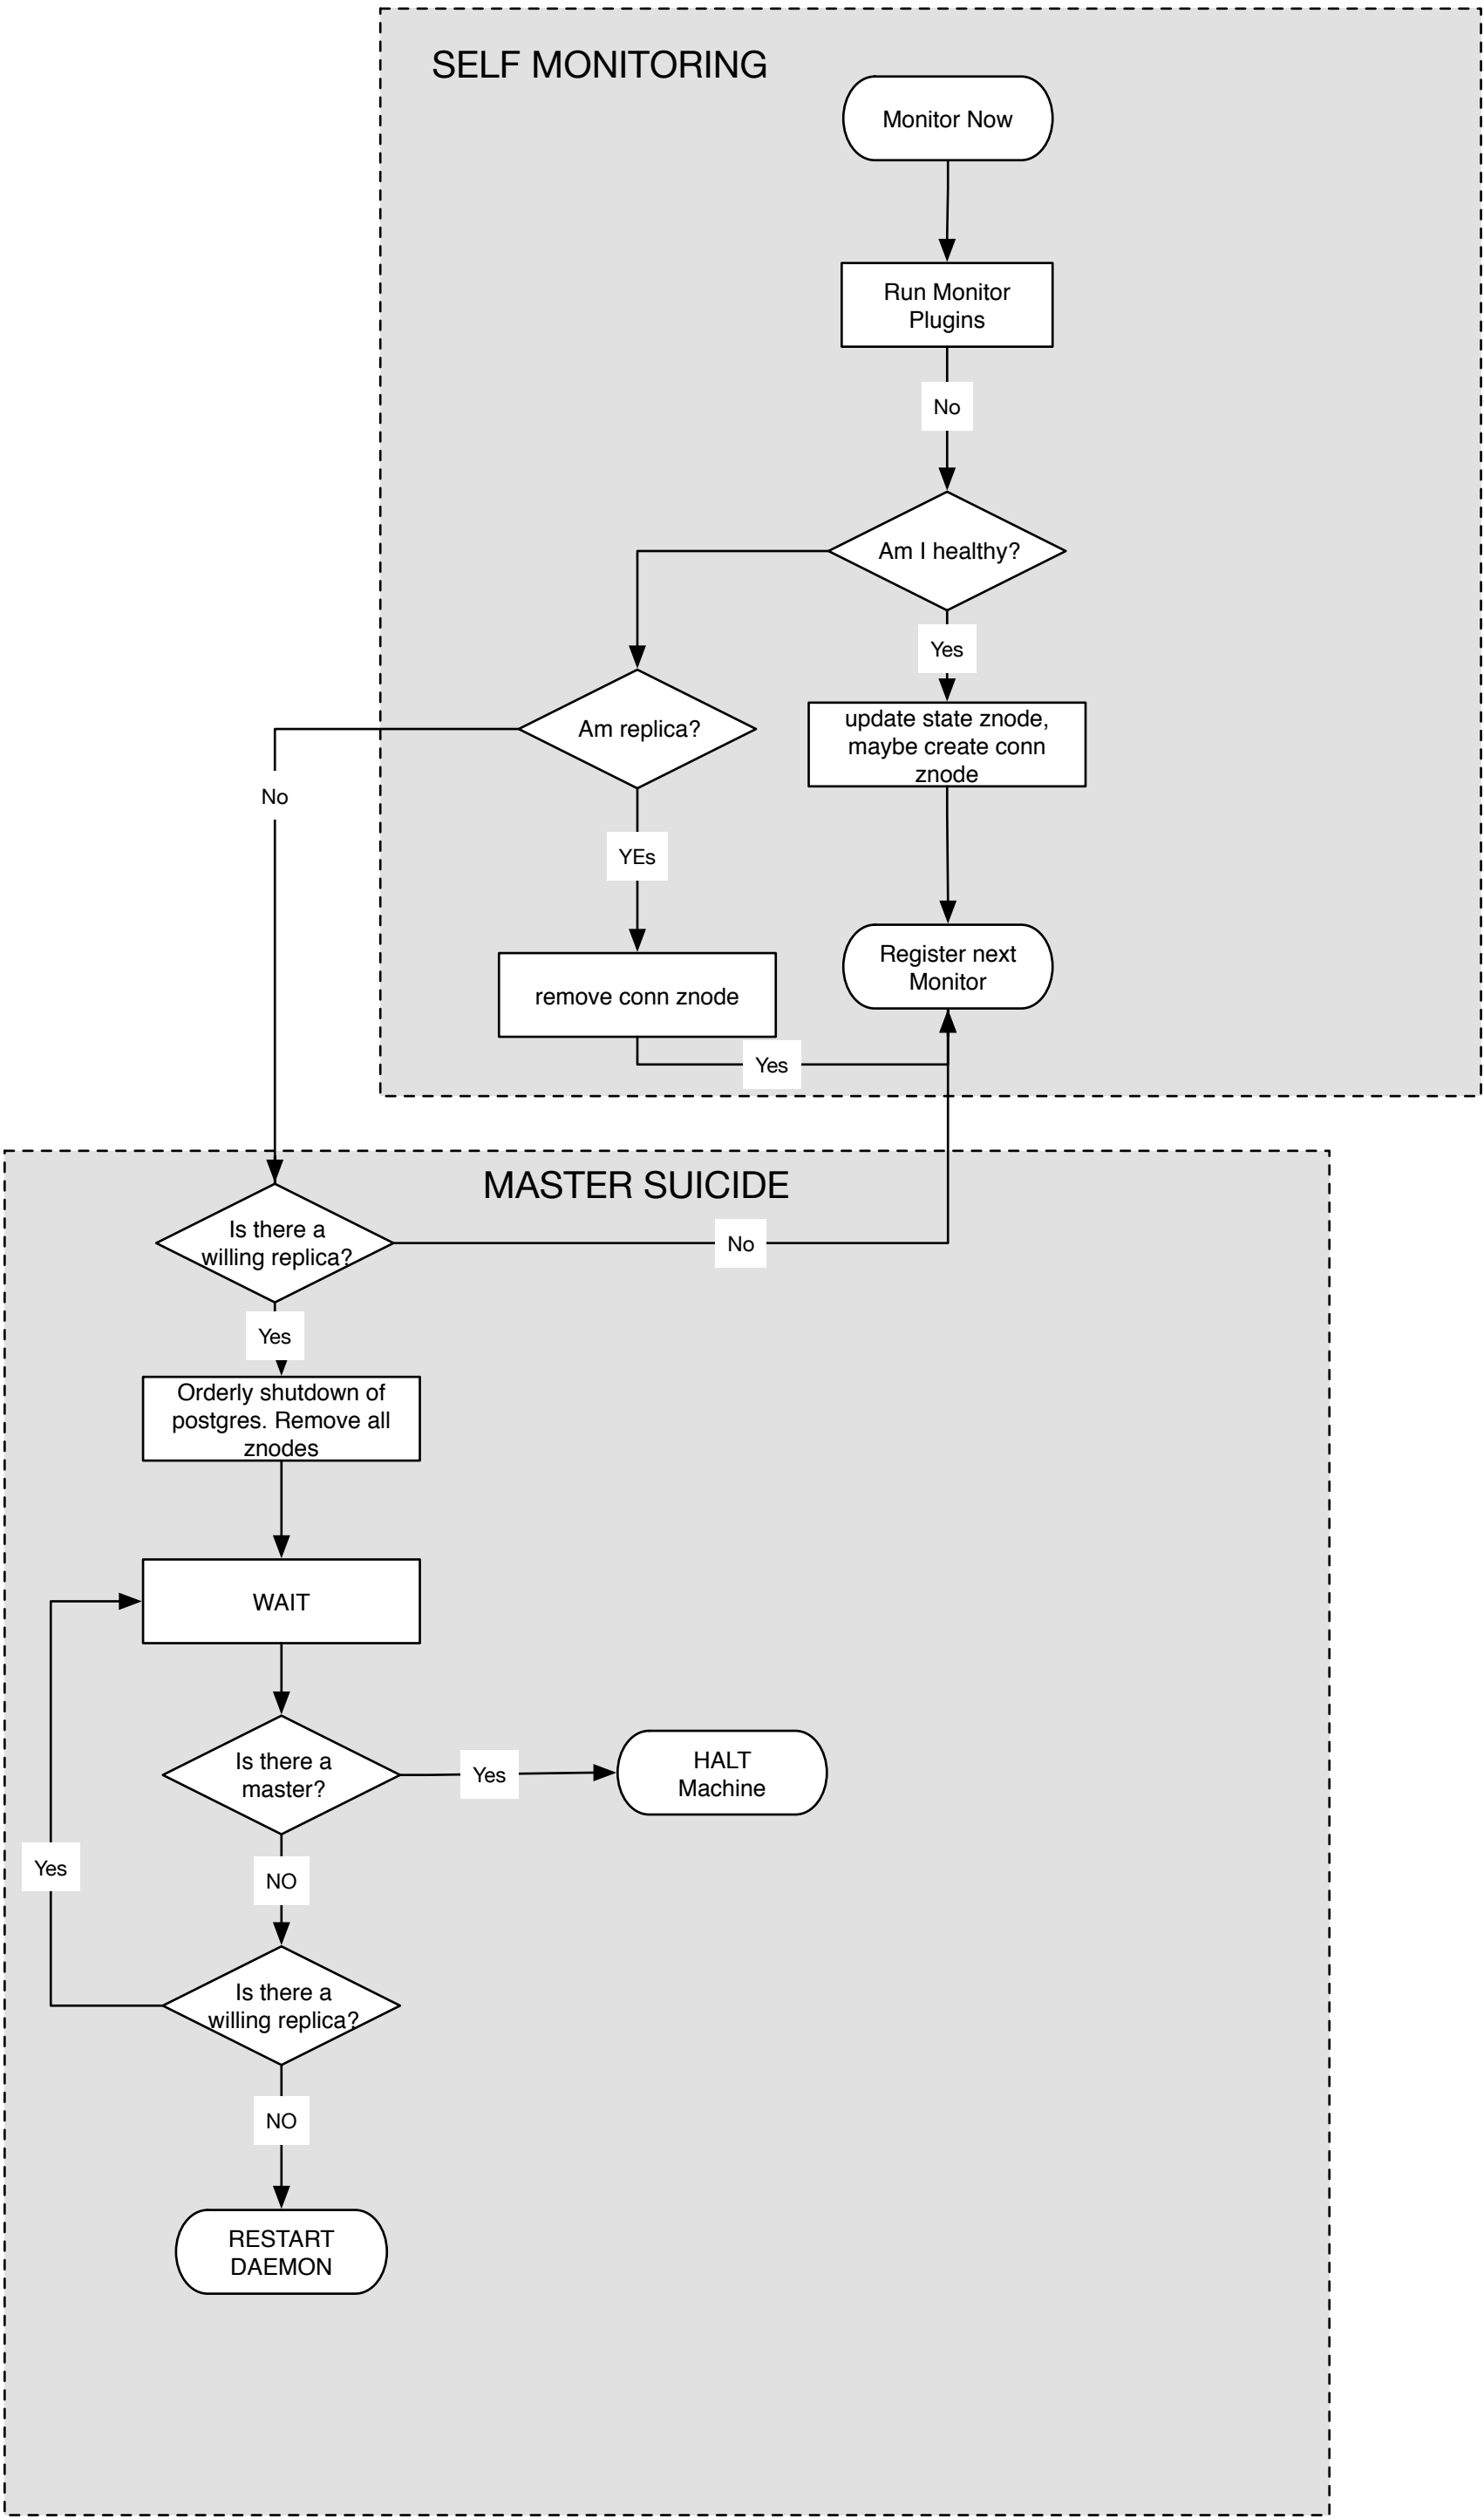 SELF MONITORING
Monitor Now
Run Monitor
Plugins
No
Am I healthy?
Yes
Am replica?
update state znode,
maybe create conn
znode
No
YEs
Register next
Monitor
remove conn znode
Yes
MASTER SUICIDE
Is there a
willing replica?
No
Yes
Orderly shutdown of
postgres. Remove all
znodes
WAIT
Is there a
master?
Yes
HALT
Machine
Yes
NO
Is there a
willing replica?
NO
RESTART
DAEMON